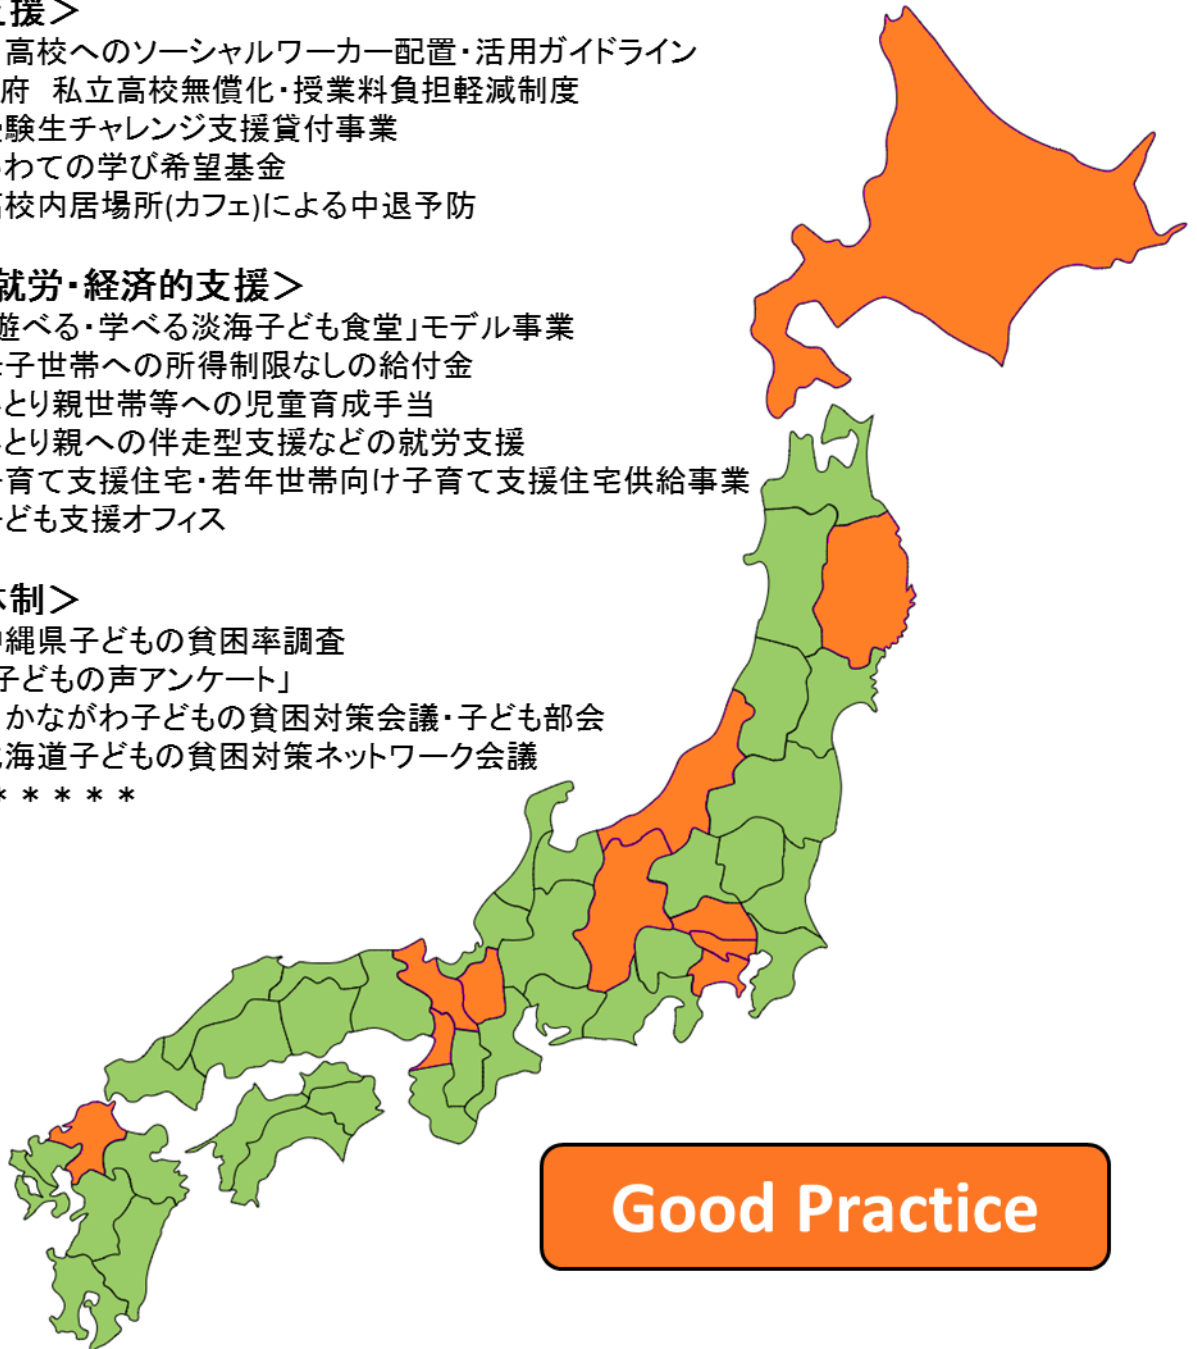 援＞
高校へのソーシャルワーカー配置・活用ガイドライン
府　私立高校無償化・授業料負担軽減制度
験生チャレンジ支援貸付事業
わての学び希望基金
校内居場所(カフェ)による中退予防
就労・経済的支援＞
遊べる・学べる淡海子ども食堂」モデル事業
子世帯への所得制限なしの給付金
とり親世帯等への児童育成手当
とり親への伴走型支援などの就労支援
育て支援住宅・若年世帯向け子育て支援住宅供給事業
ども支援オフィス
体制＞
縄県子どもの貧困率調査
子どもの声アンケート」
かながわ子どもの貧困対策会議・子ども部会
海道子どもの貧困対策ネットワーク会議
＊＊＊＊＊
Good Practice